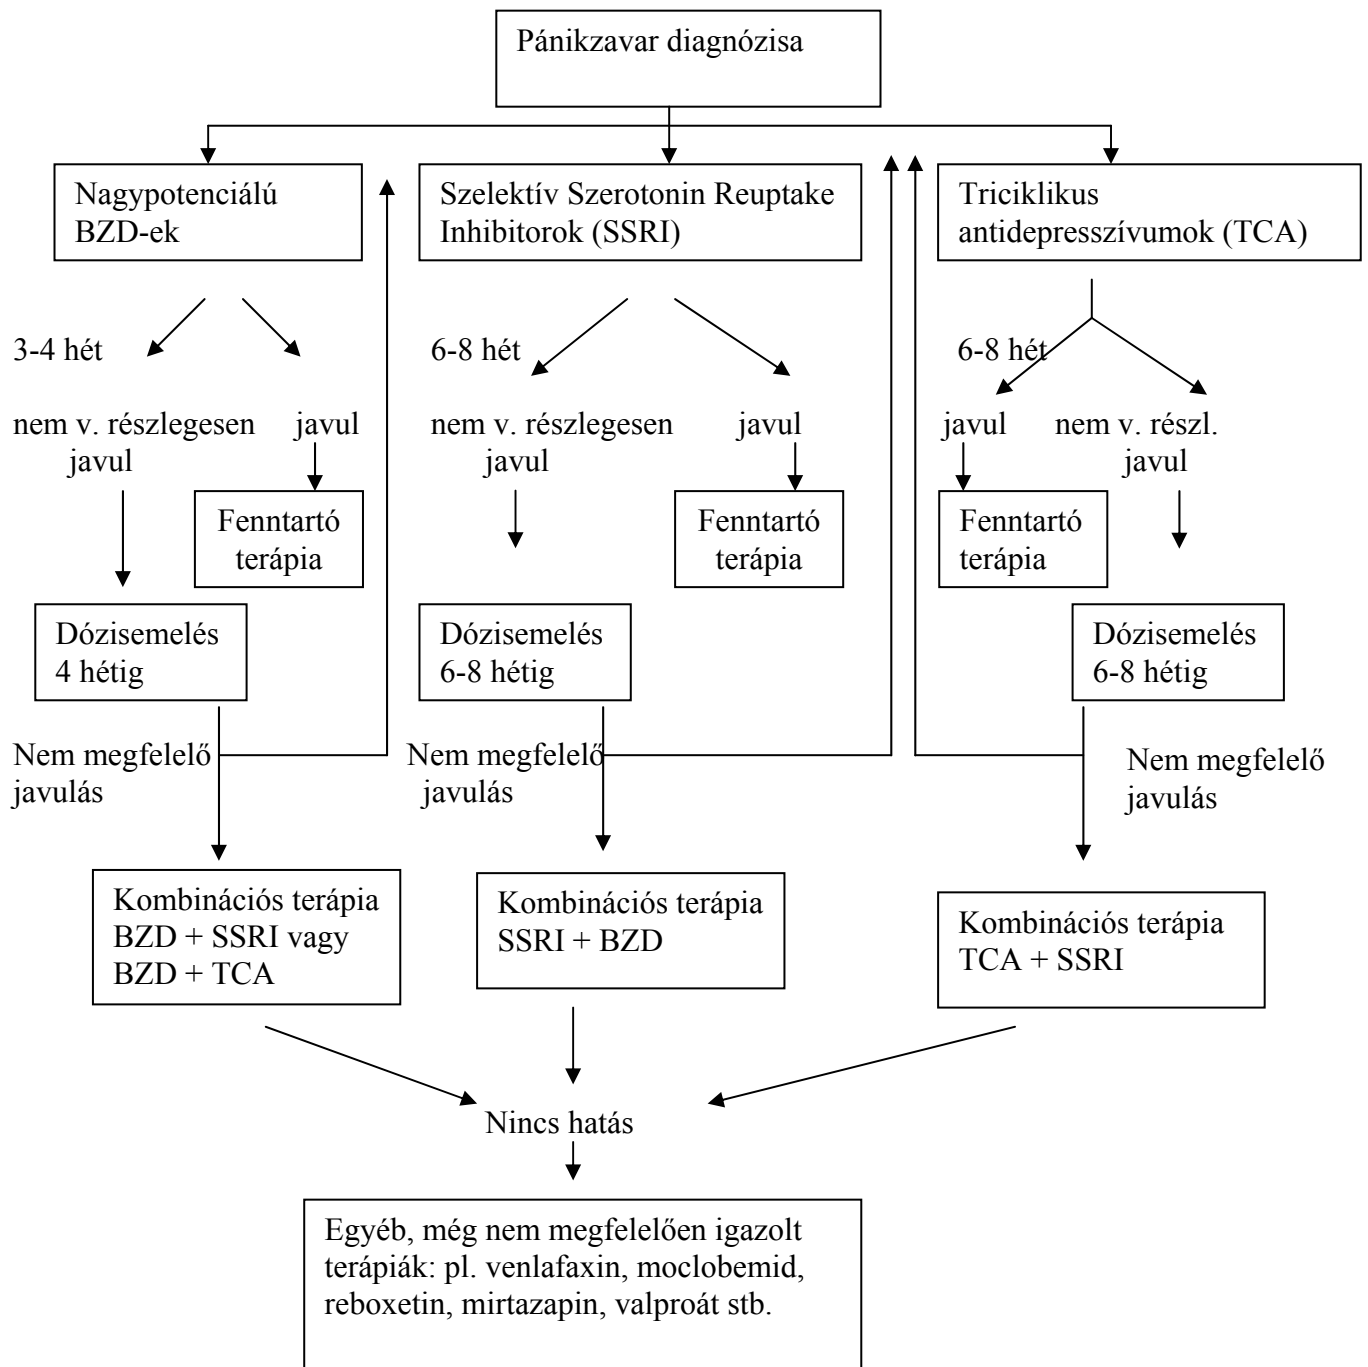 Pánikzavar diagnózisa
Nagypotenciálú
BZD-ek
Szelektív Szerotonin Reuptake
Inhibitorok (SSRI)
Triciklikus
antidepresszívumok (TCA)
3-4 hét
6-8 hét
6-8 hét
nem v. részlegesen
javul
javul
nem v. részlegesen
javul
javul
javul
nem v. részl.
javul
Fenntartó
terápia
Fenntartó
terápia
Fenntartó
terápia
Dózisemelés
4 hétig
Dózisemelés
6-8 hétig
Dózisemelés
6-8 hétig
Nem megfelelő
javulás
Nem megfelelő
javulás
Nem megfelelő
javulás
Kombinációs terápia
BZD + SSRI vagy
BZD + TCA
Kombinációs terápia
SSRI + BZD
Kombinációs terápia
TCA + SSRI
Nincs hatás
Egyéb, még nem megfelelően igazolt
terápiák: pl. venlafaxin, moclobemid,
reboxetin, mirtazapin, valproát stb.